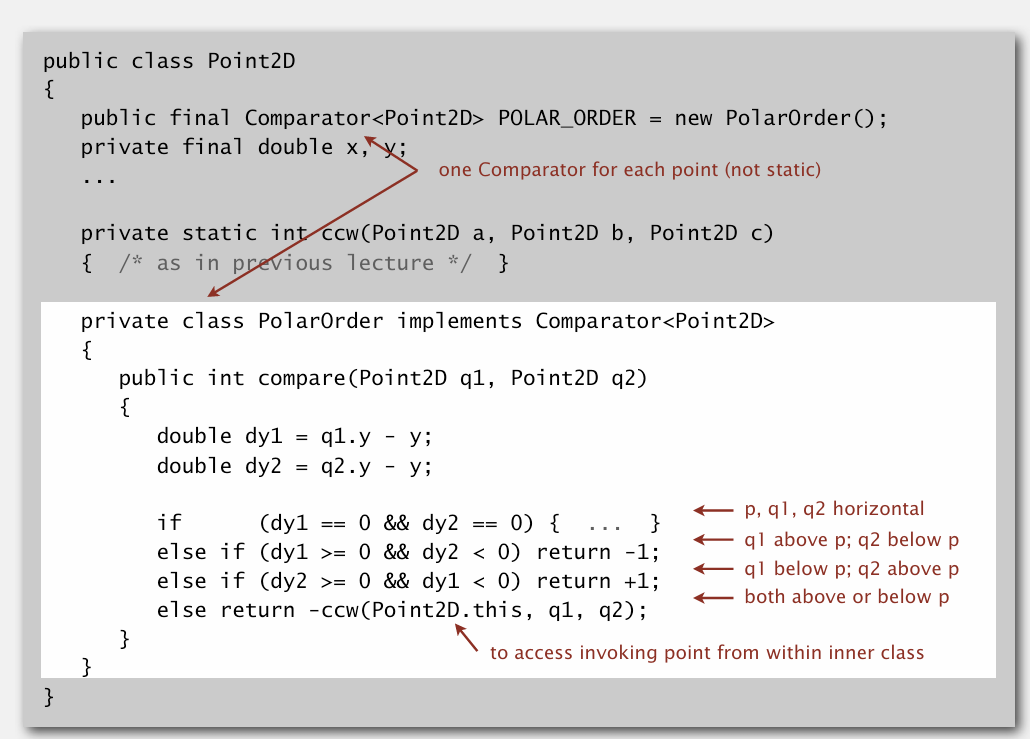 public class Point2D
{
public final Comparator<Point2D> POLAR_ORDER = new PolarOrder();
private final double x, y;
one Comparator for each point (not static)
...
private static int ccw(Point2D a, Point2D b, Point2D c)
{ /* as in previous lecture */ }
private class PolarOrder implements Comparator<Point2D>
{
public int compare(Point2D q1, Point2D q2)
{
double dy1 = q1.y - y;
double dy2 = q2.y - y;
if (dy1 == 0 && dy2 == 0) { ... } p, q1, q2 horizontal
else if (dy1 >= 0 && dy2 < 0) return -1; q1 above p; q2 below p
else if (dy2 >= 0 && dy1 < 0) return +1; q1 below p; q2 above p
else return -ccw(Point2D.this, q1, q2); both above or below p
}
to access invoking point from within inner class
}
}